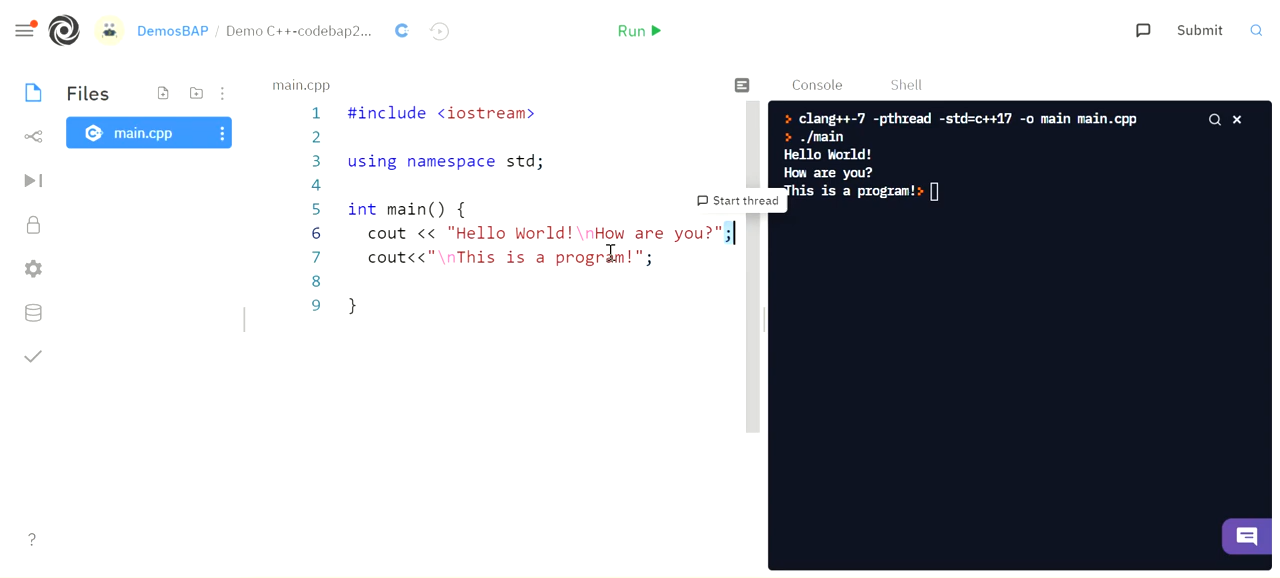 DemosBAP / Demo C++-codebap2...
Run
Submit
Files
main.cpp
main.cpp
1 #include <iostream>
2
3 using namespace std;
4
5 int main() {
6 cout << "Hello World!\nHow are you?";
7 cout<<"\nThis is a program!";
8
9 }
Start thread
Console Shell
clang++-7 -pthread -std=c++17 -o main main.cpp
./main
Hello World!
How are you?
This is a program!
?